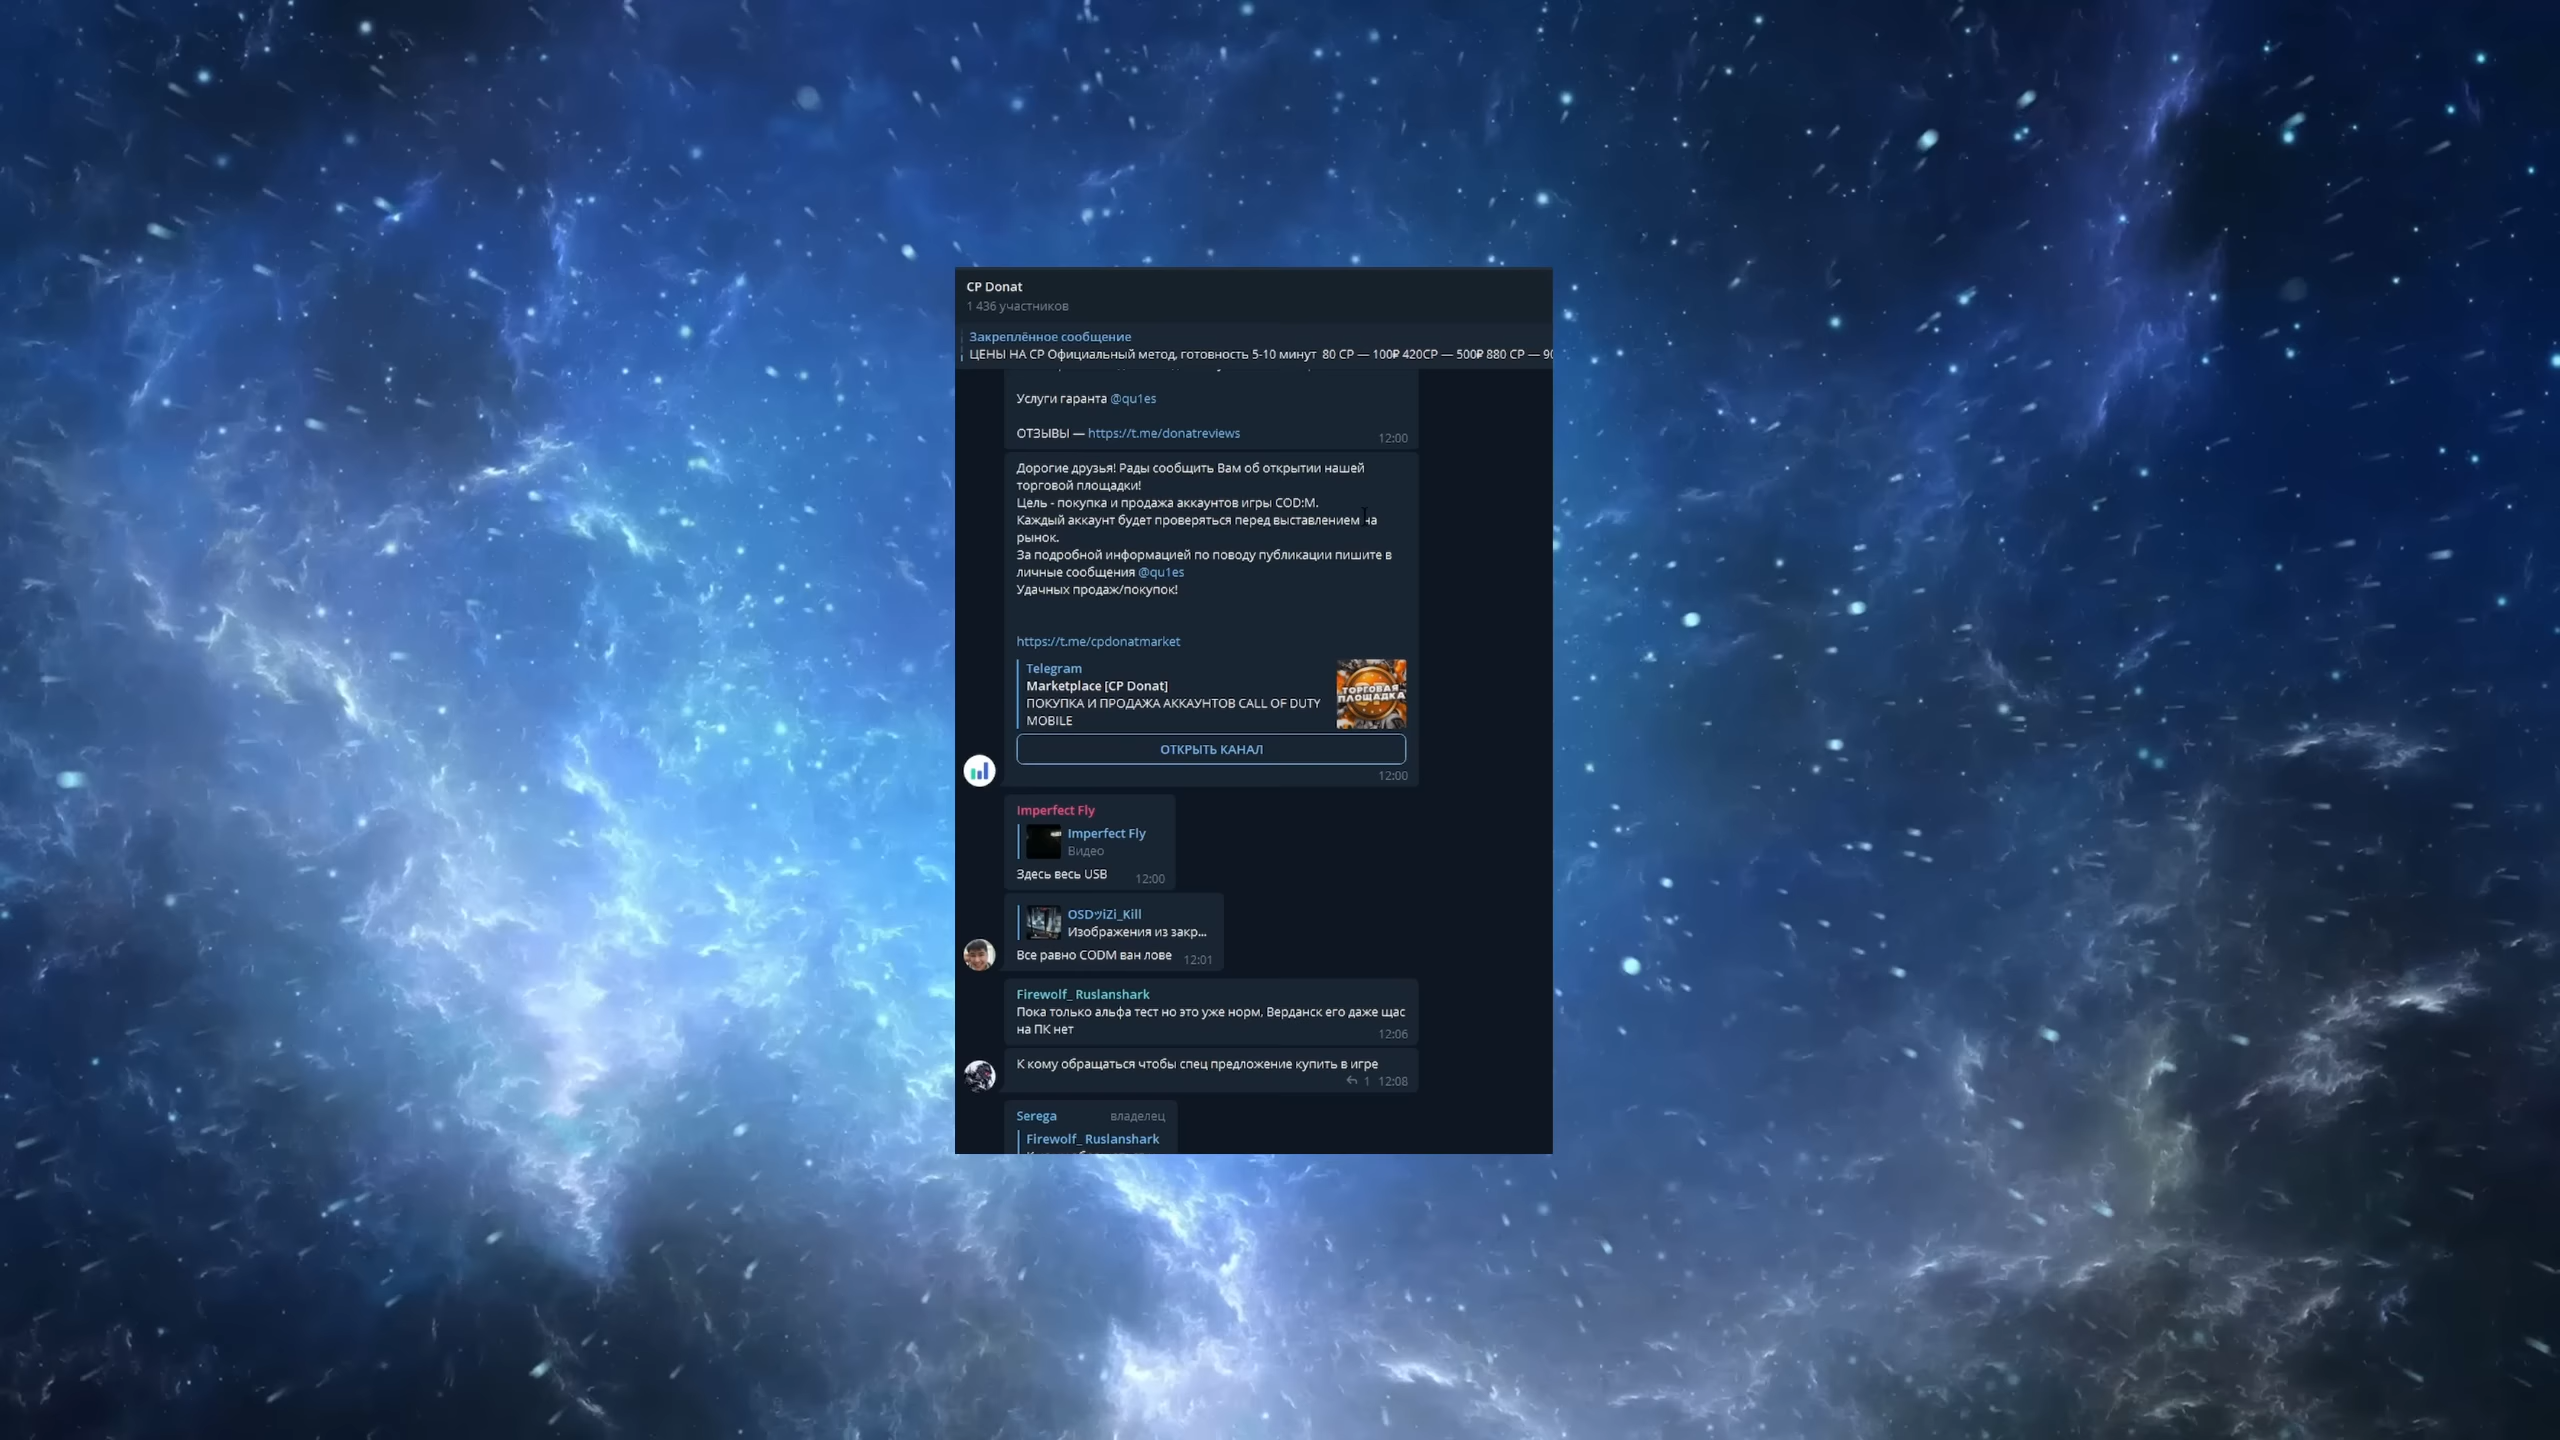 CP Donat
1 436 участников
Закреплённое сообщение
ЦЕНЫ НА CP Официальный метод, готовность 5-10 минут 80 CP — 100₽ 420CP — 500₽ 880 CP — 90
Услуги гаранта @qu1es
ОТЗЫВЫ — https://t.me/donatreviews
12:00
Дорогие друзья! Рады сообщить Вам об открытии нашей
торговой площадки!
Цель - покупка и продажа аккаунтов игры COD:M.
Каждый аккаунт будет проверяться перед выставлением на
рынок.
За подробной информацией по поводу публикации пишите в
личные сообщения @qu1es
Удачных продаж/покупок!
https://t.me/cpdonatmarket
Telegram
Marketplace [CP Donat]
ПОКУПКА И ПРОДАЖА АККАУНТОВ CALL OF DUTY
MOBILE
ТОРГОВАЯ
ПЛОЩАДКА
ОТКРЫТЬ КАНАЛ
12:00
Imperfect Fly
Imperfect Fly
Видео
Здесь весь USB 12:00
OSDツiZi_Kill
Изображения из закр...
Все равно CODM ван лове 12:01
Firewolf_ Ruslanshark
Пока только альфа тест но это уже норм, Верданск его даже щас
на ПК нет 12:06
К кому обращаться чтобы спец предложение купить в игре
1 12:08
Serega владелец
Firewolf_ Ruslanshark